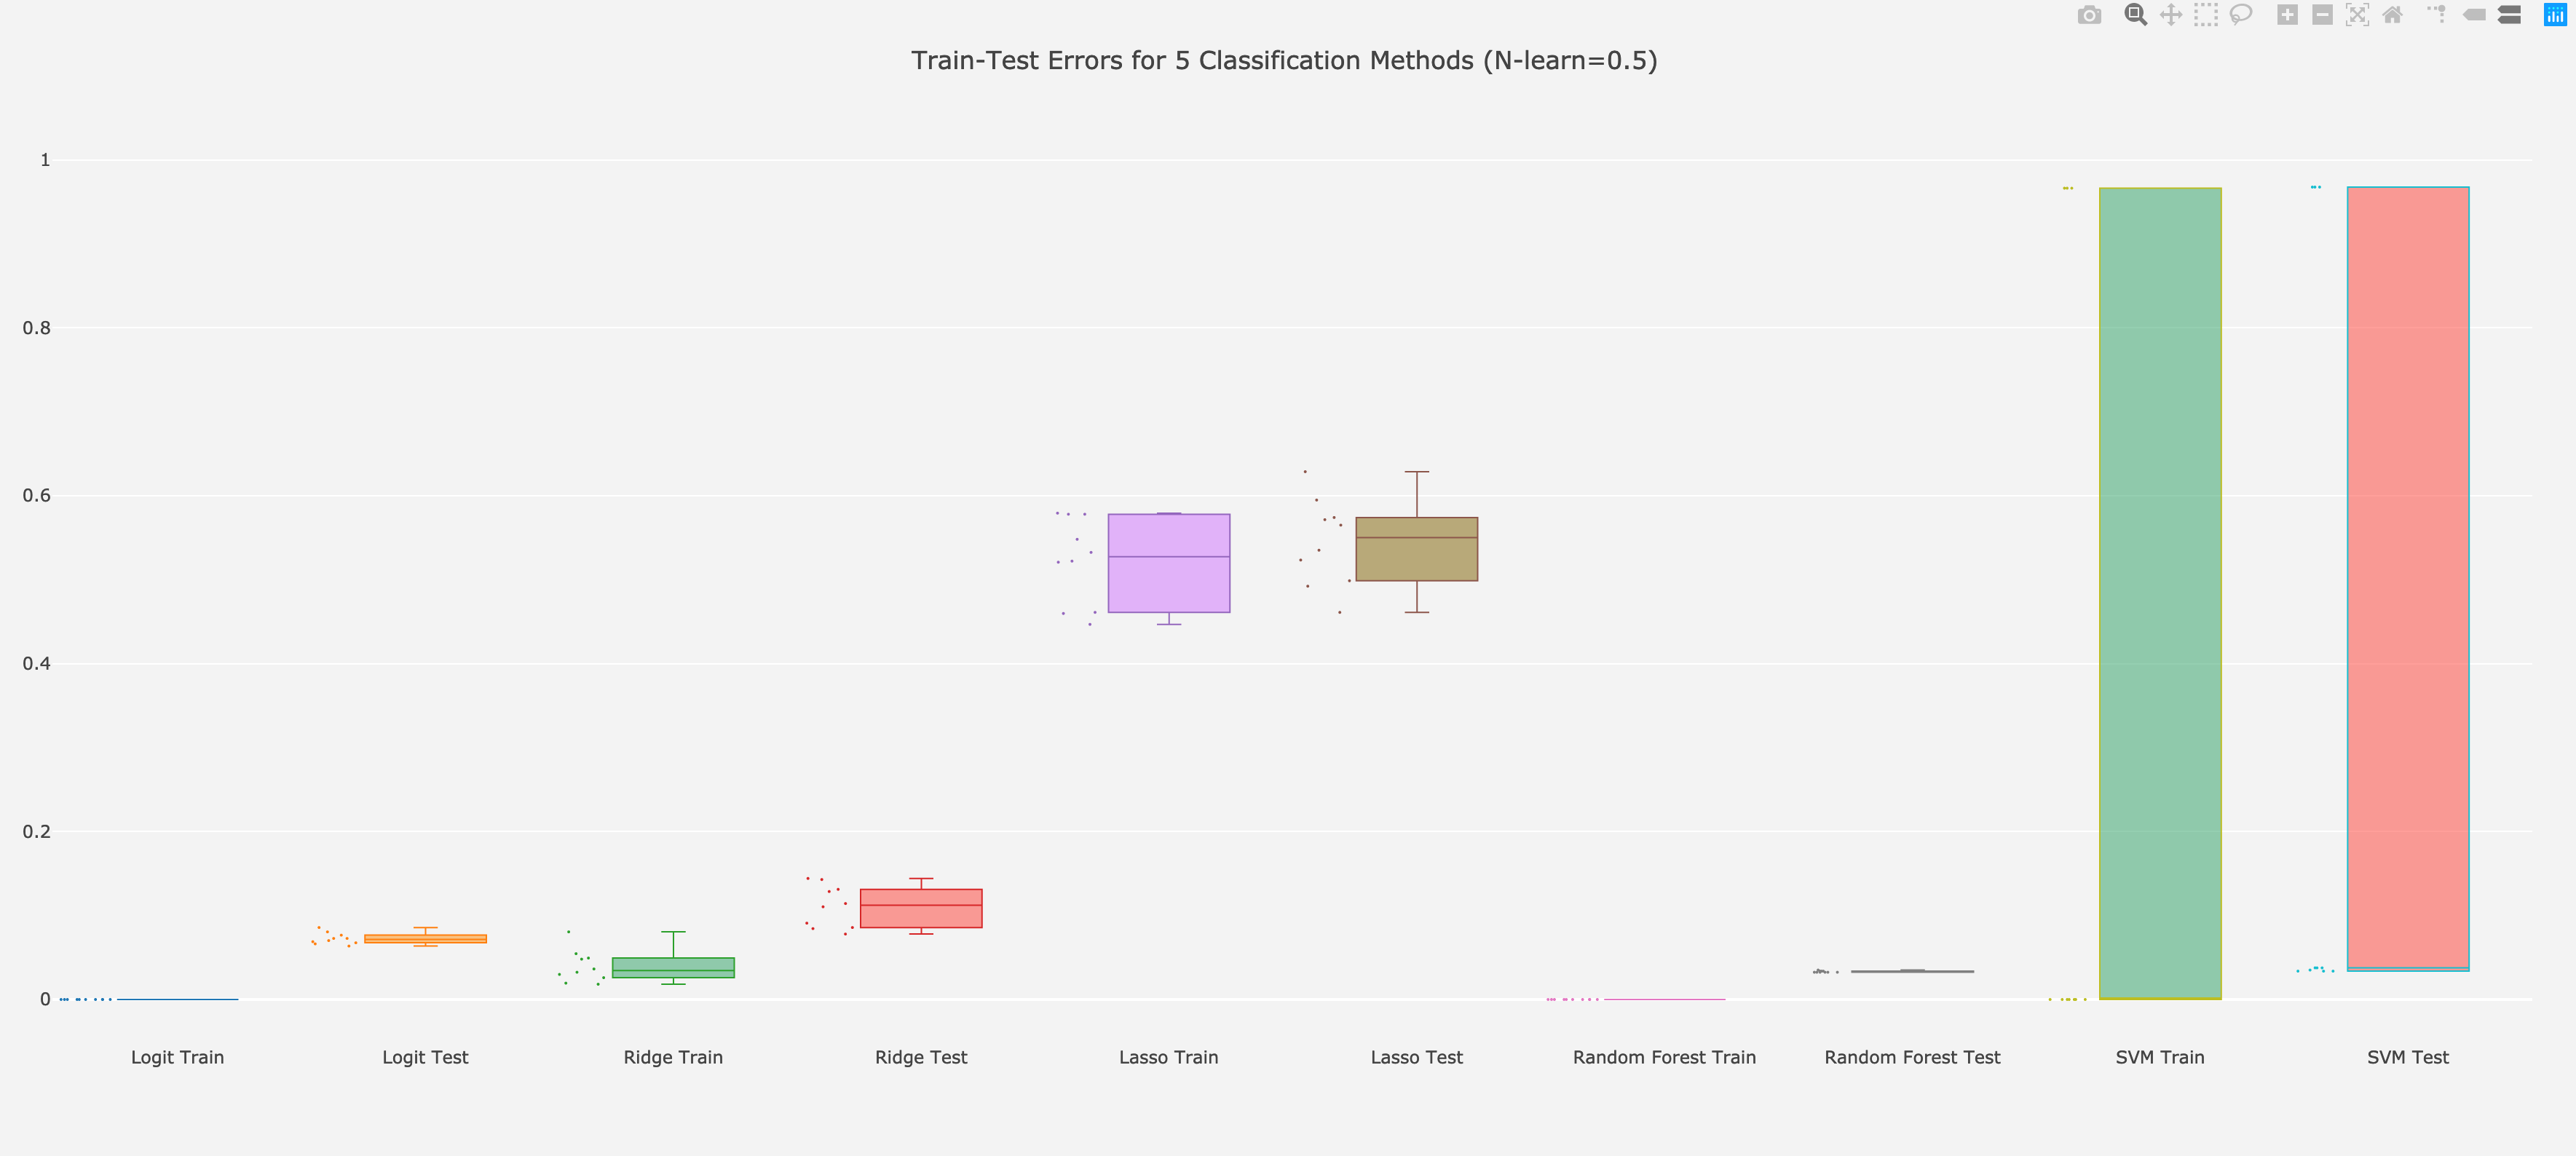 Train-Test Errors for 5 Classification Methods (N-learn=0.5)
1
0.8
0.6
0.4
0.2
0
Logit Train
Logit Test
Ridge Train
Ridge Test
Lasso Train
Lasso Test
Random Forest Train
Random Forest Test
SVM Train
SVM Test